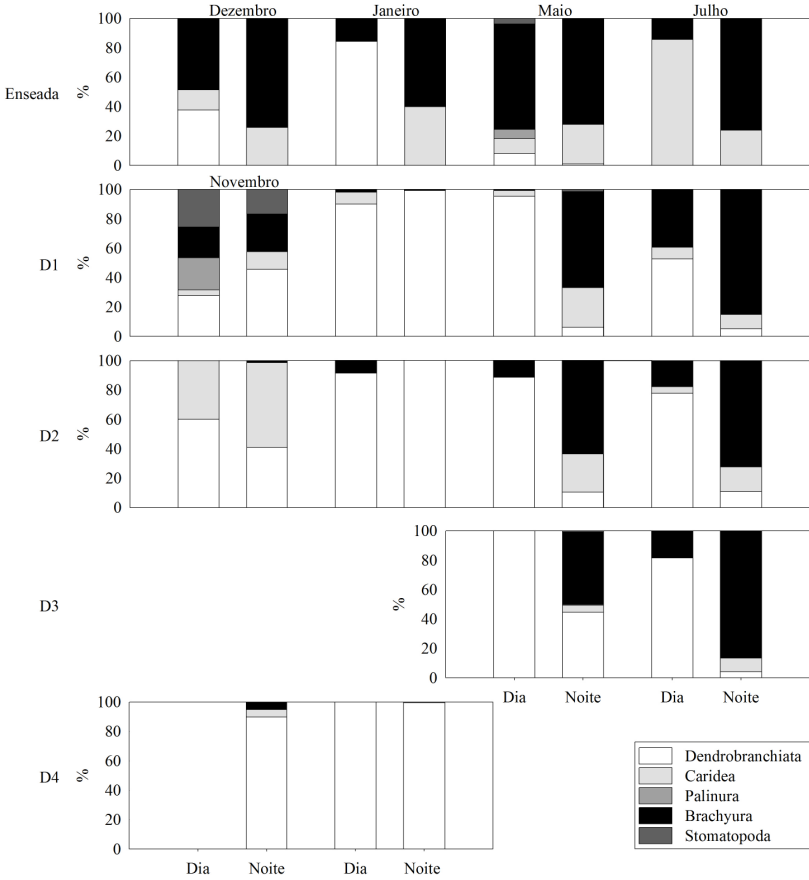 Dezembro Janeiro Maio Julho
100
80
60
40
20
0
%
Enseada
Novembro
100
80
60
40
20
0
%
D1
100
80
60
40
20
0
%
D2
100
80
60
40
20
0
%
D3
Dia Noite Dia Noite
100
80
60
40
20
0
%
D4
Dia Noite Dia Noite
Dendrobranchiata
Caridea
Palinura
Brachyura
Stomatopoda